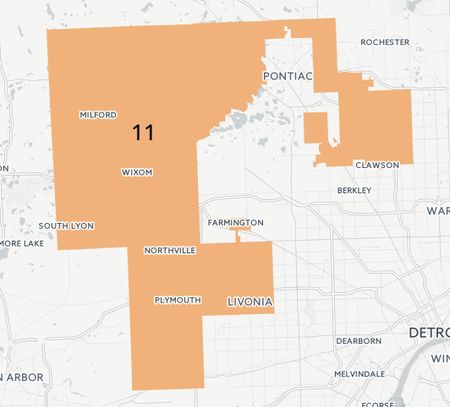 ROCHESTER
PONTIAC
MILFORD
11
CLAWSON
WIXOM
BERKLEY
WAR
SOUTH LYON
FARMINGTON
MORE LAKE
NORTHVILLE
PLYMOUTH
LIVONIA
DETRO
DEARBORN
WIN
MELVINDALE
N ARBOR
ECORSE